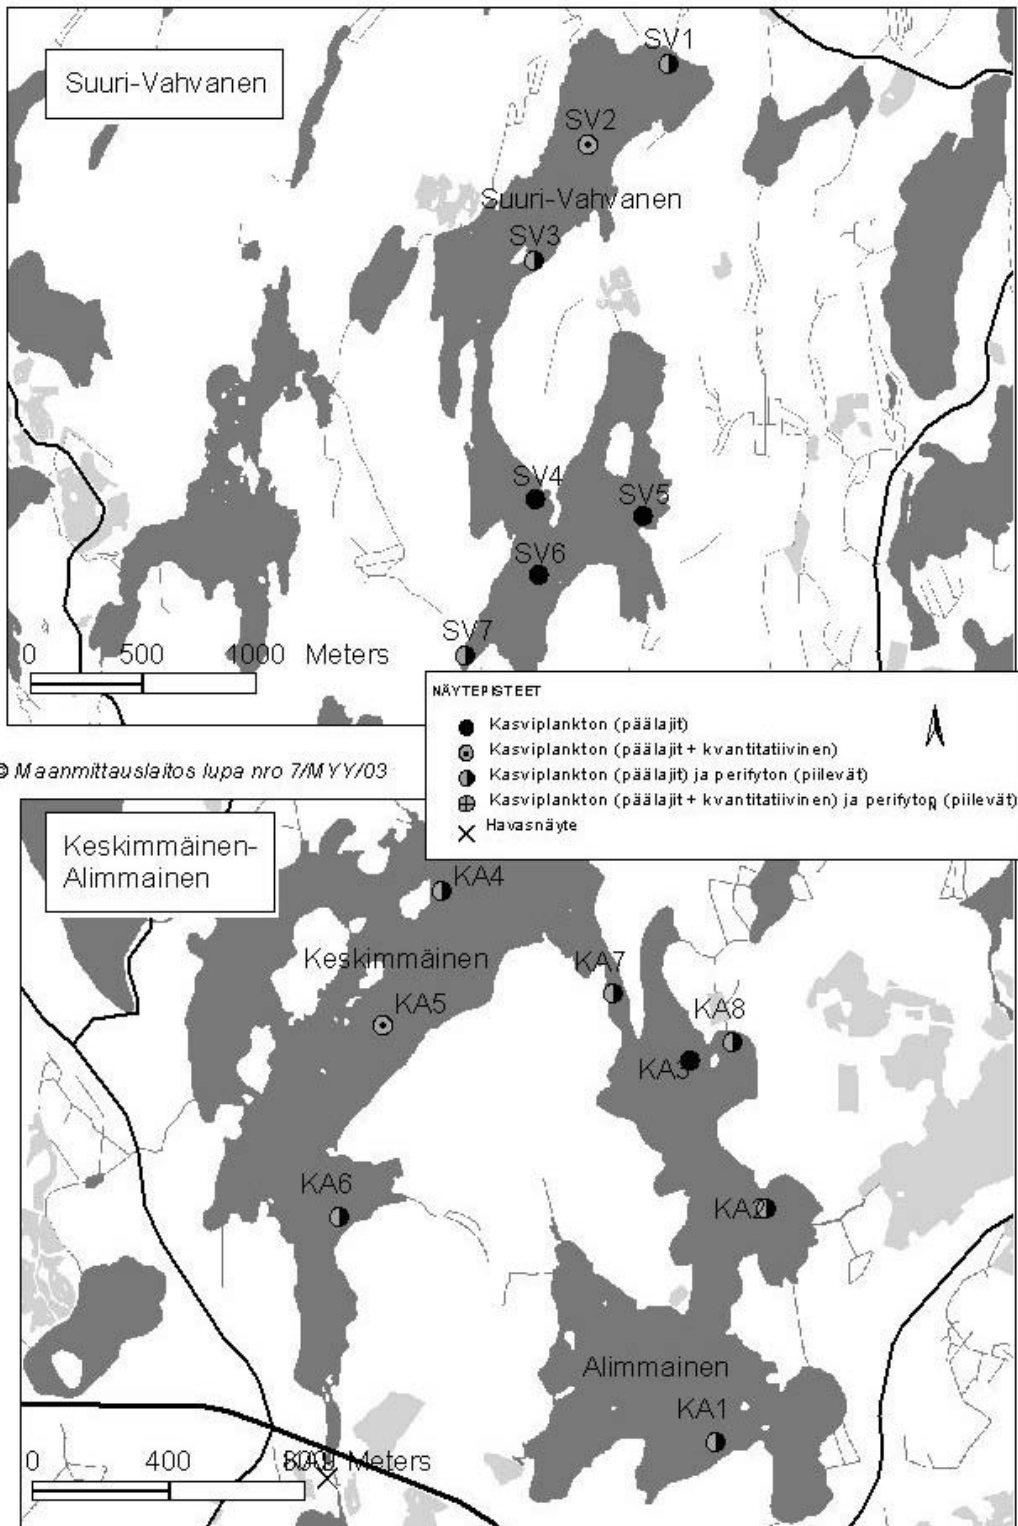 Suuri-Vahvanen
SV1
SV2
Suuri-Vahvanen
SV3
SV4
SV5
SV6
SV7
0 500 1000 Meters
NÄYTEPISTEET
Kasviplankton (päälajit)
Kasviplankton (päälajit + kvantitatiivinen)
Kasviplankton (päälajit) ja perifyton (piilevät)
Kasviplankton (päälajit + kvantitatiivinen) ja perifyton (piilevät)
Havasnäyte
© Maanmittauslaitos lupa nro 7/MYY/03
Keskimmäinen-
Alimmainen
KA4
Keskimmäinen
KA7
KA5
KA8
KA3
KA6
KA2
Alimmainen
KA1
0 400 Meters